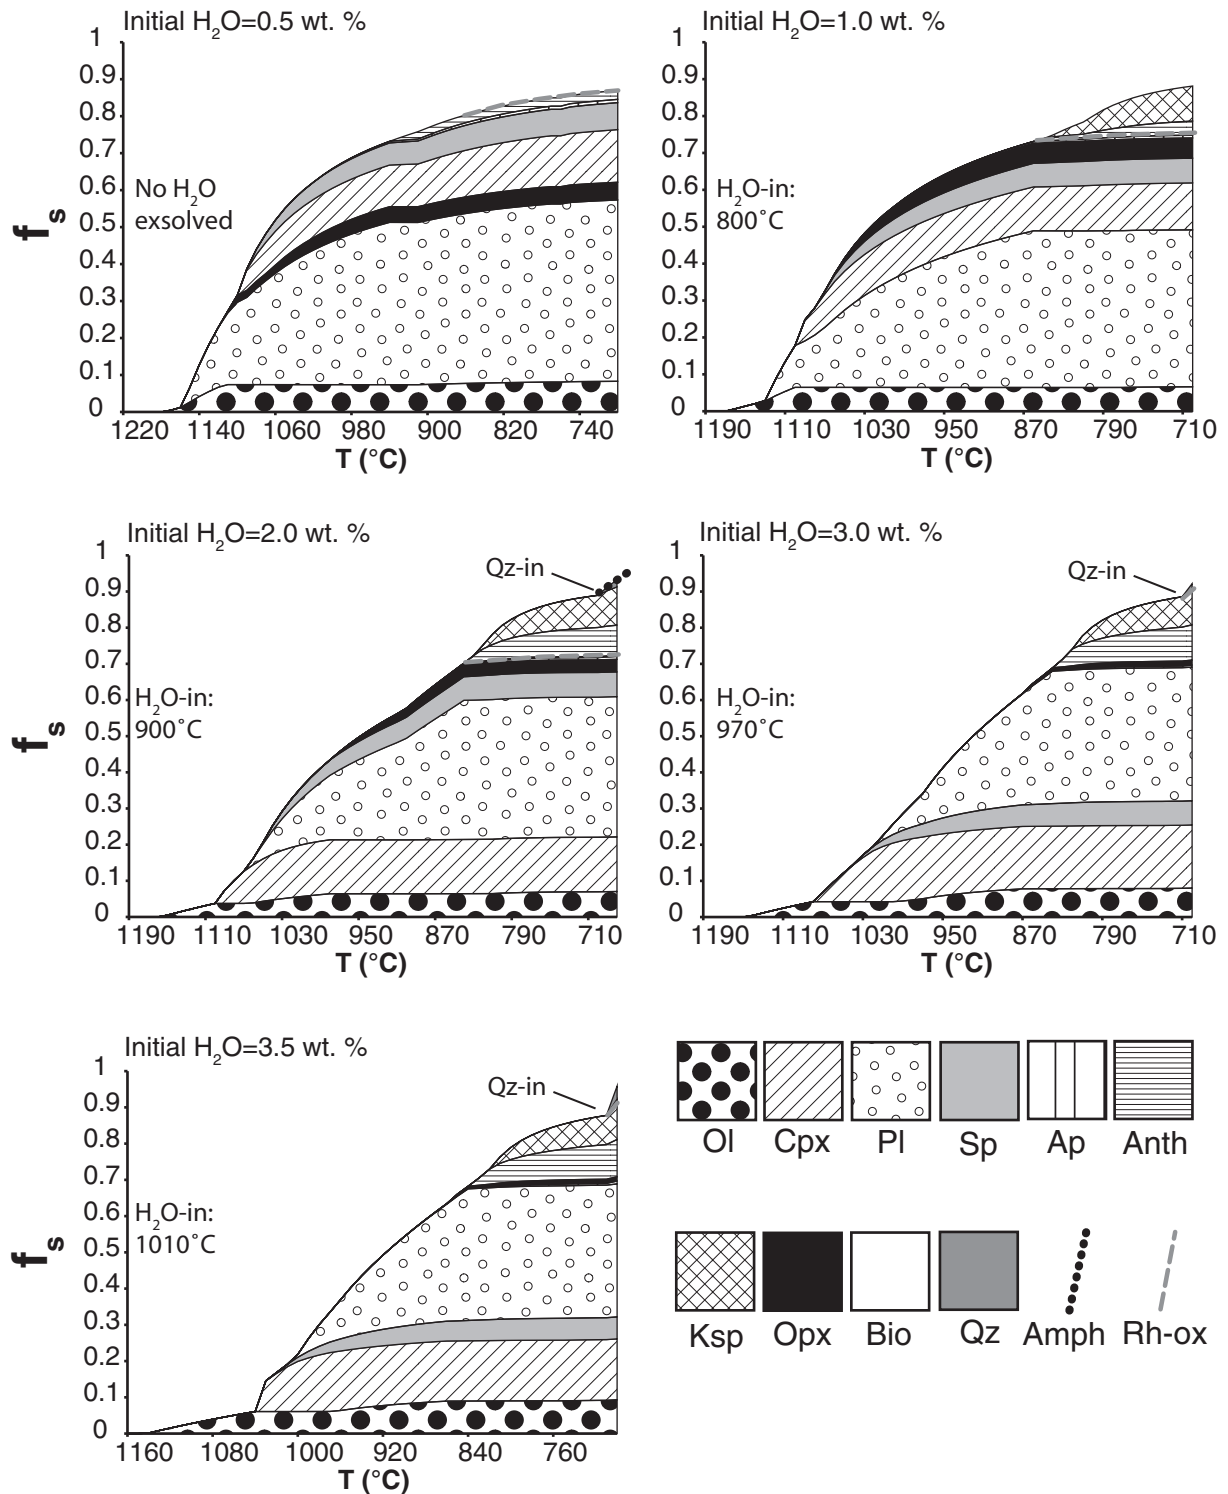 Initial H₂O=0.5 wt. %
1
0.9
0.8
0.7
0.6
0.5
0.4
0.3
0.2
0.1
0
fs
No H₂O
exsolved
1220 1140 1060 980 900 820 740
T (°C)
Initial H₂O=1.0 wt. %
1
0.9
0.8
0.7
0.6
0.5
0.4
0.3
0.2
0.1
0
H₂O-in:
800°C
1190 1110 1030 950 870 790 710
T (°C)
Initial H₂O=2.0 wt. %
1
0.9
0.8
0.7
0.6
0.5
0.4
0.3
0.2
0.1
0
fs
Qz-in
H₂O-in:
900°C
1190 1110 1030 950 870 790 710
T (°C)
Initial H₂O=3.0 wt. %
1
0.9
0.8
0.7
0.6
0.5
0.4
0.3
0.2
0.1
0
Qz-in
H₂O-in:
970°C
1190 1110 1030 950 870 790 710
T (°C)
Initial H₂O=3.5 wt. %
1
0.9
0.8
0.7
0.6
0.5
0.4
0.3
0.2
0.1
0
fs
Qz-in
H₂O-in:
1010°C
1160 1080 1000 920 840 760
T (°C)
Ol Cpx Pl Sp Ap Anth
Ksp Opx Bio Qz Amph Rh-ox